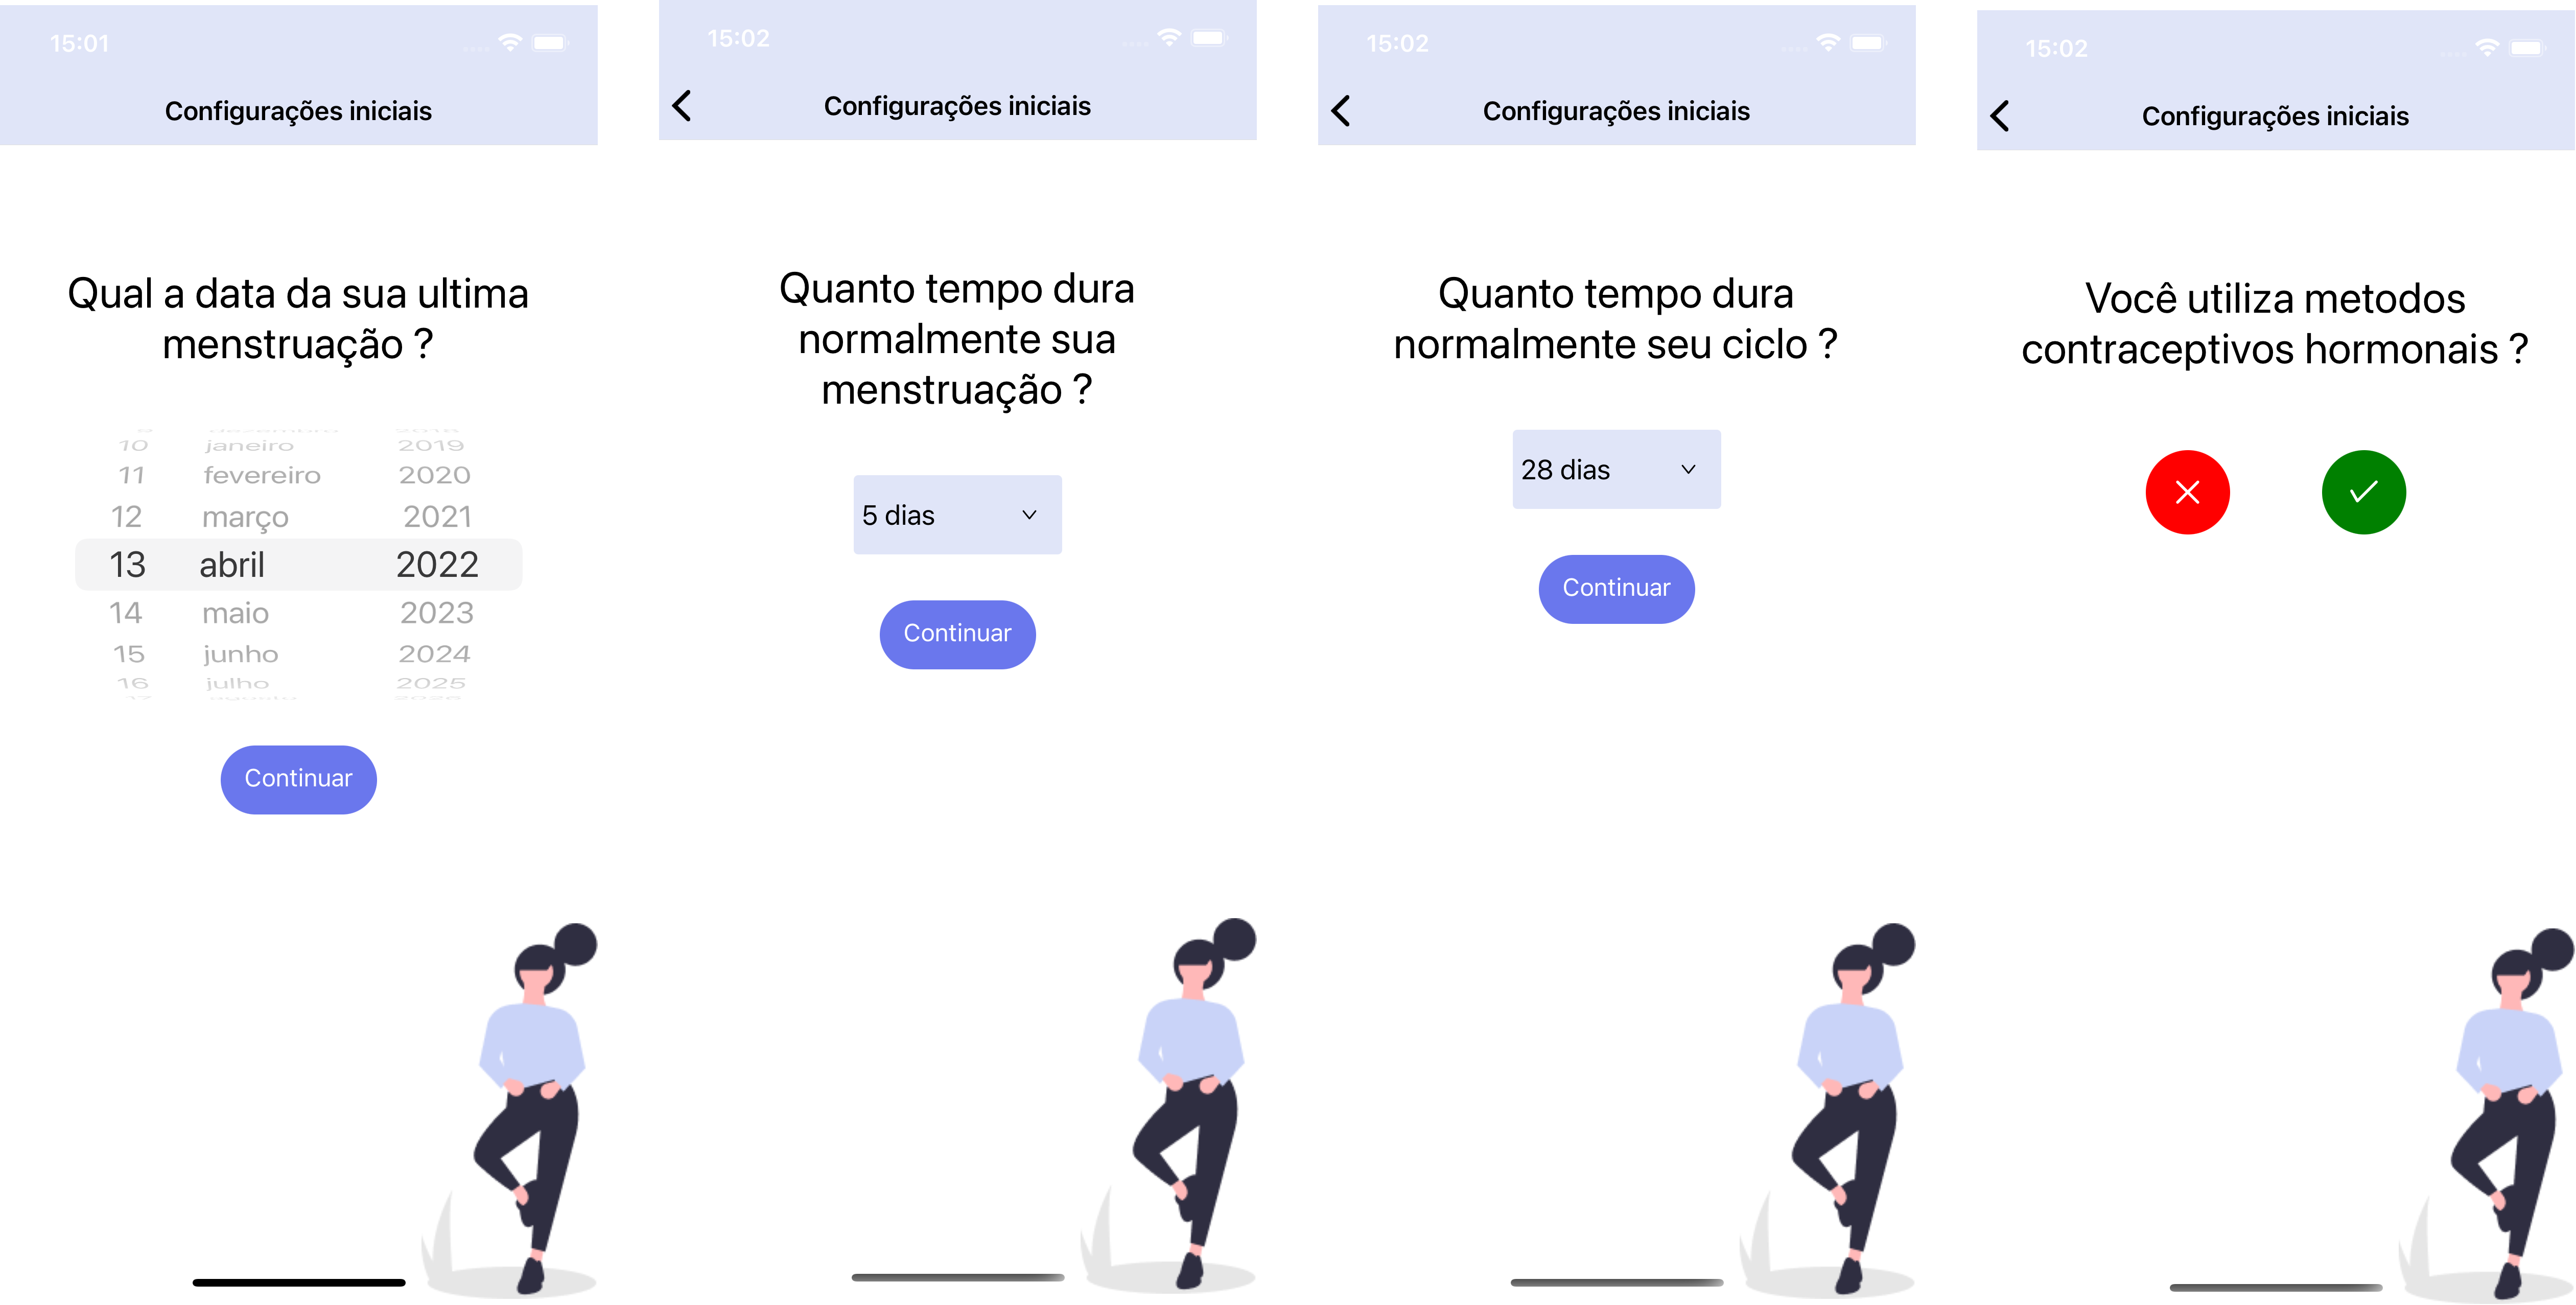 15:01
Configurações iniciais
Qual a data da sua ultima
menstruação ?
10 janeiro 2019
11 fevereiro 2020
12 março 2021
13 abril 2022
14 maio 2023
15 junho 2024
16 julho 2025
Continuar
15:02
Configurações iniciais
Quanto tempo dura
normalmente sua
menstruação ?
5 dias
Continuar
15:02
Configurações iniciais
Quanto tempo dura
normalmente seu ciclo ?
28 dias
Continuar
15:02
Configurações iniciais
Você utiliza metodos
contraceptivos hormonais ?